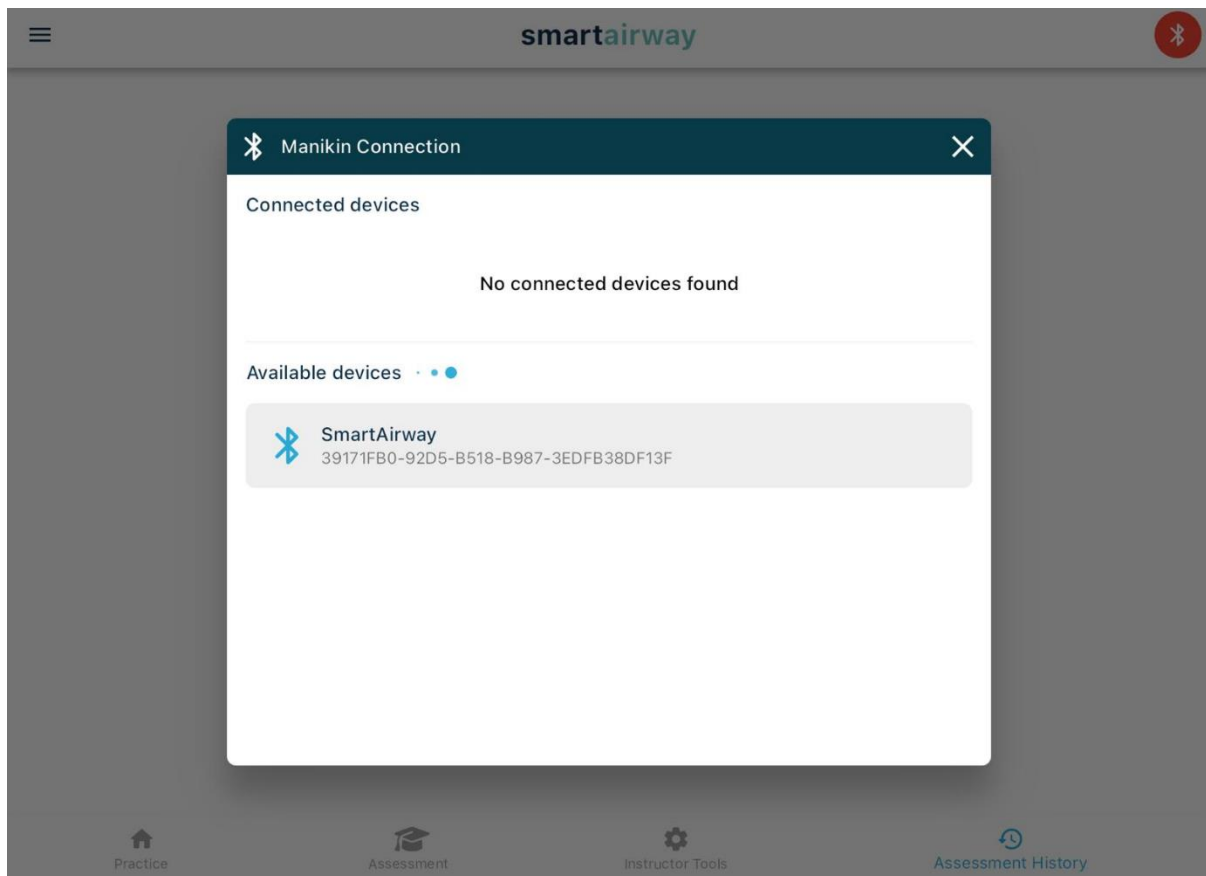 smartairway
Manikin Connection
Connected devices
No connected devices found
Available devices
SmartAirway
39171FB0-92D5-B518-B987-3EDFB38DF13F
Practice
Assessment
Instructor Tools
Assessment History